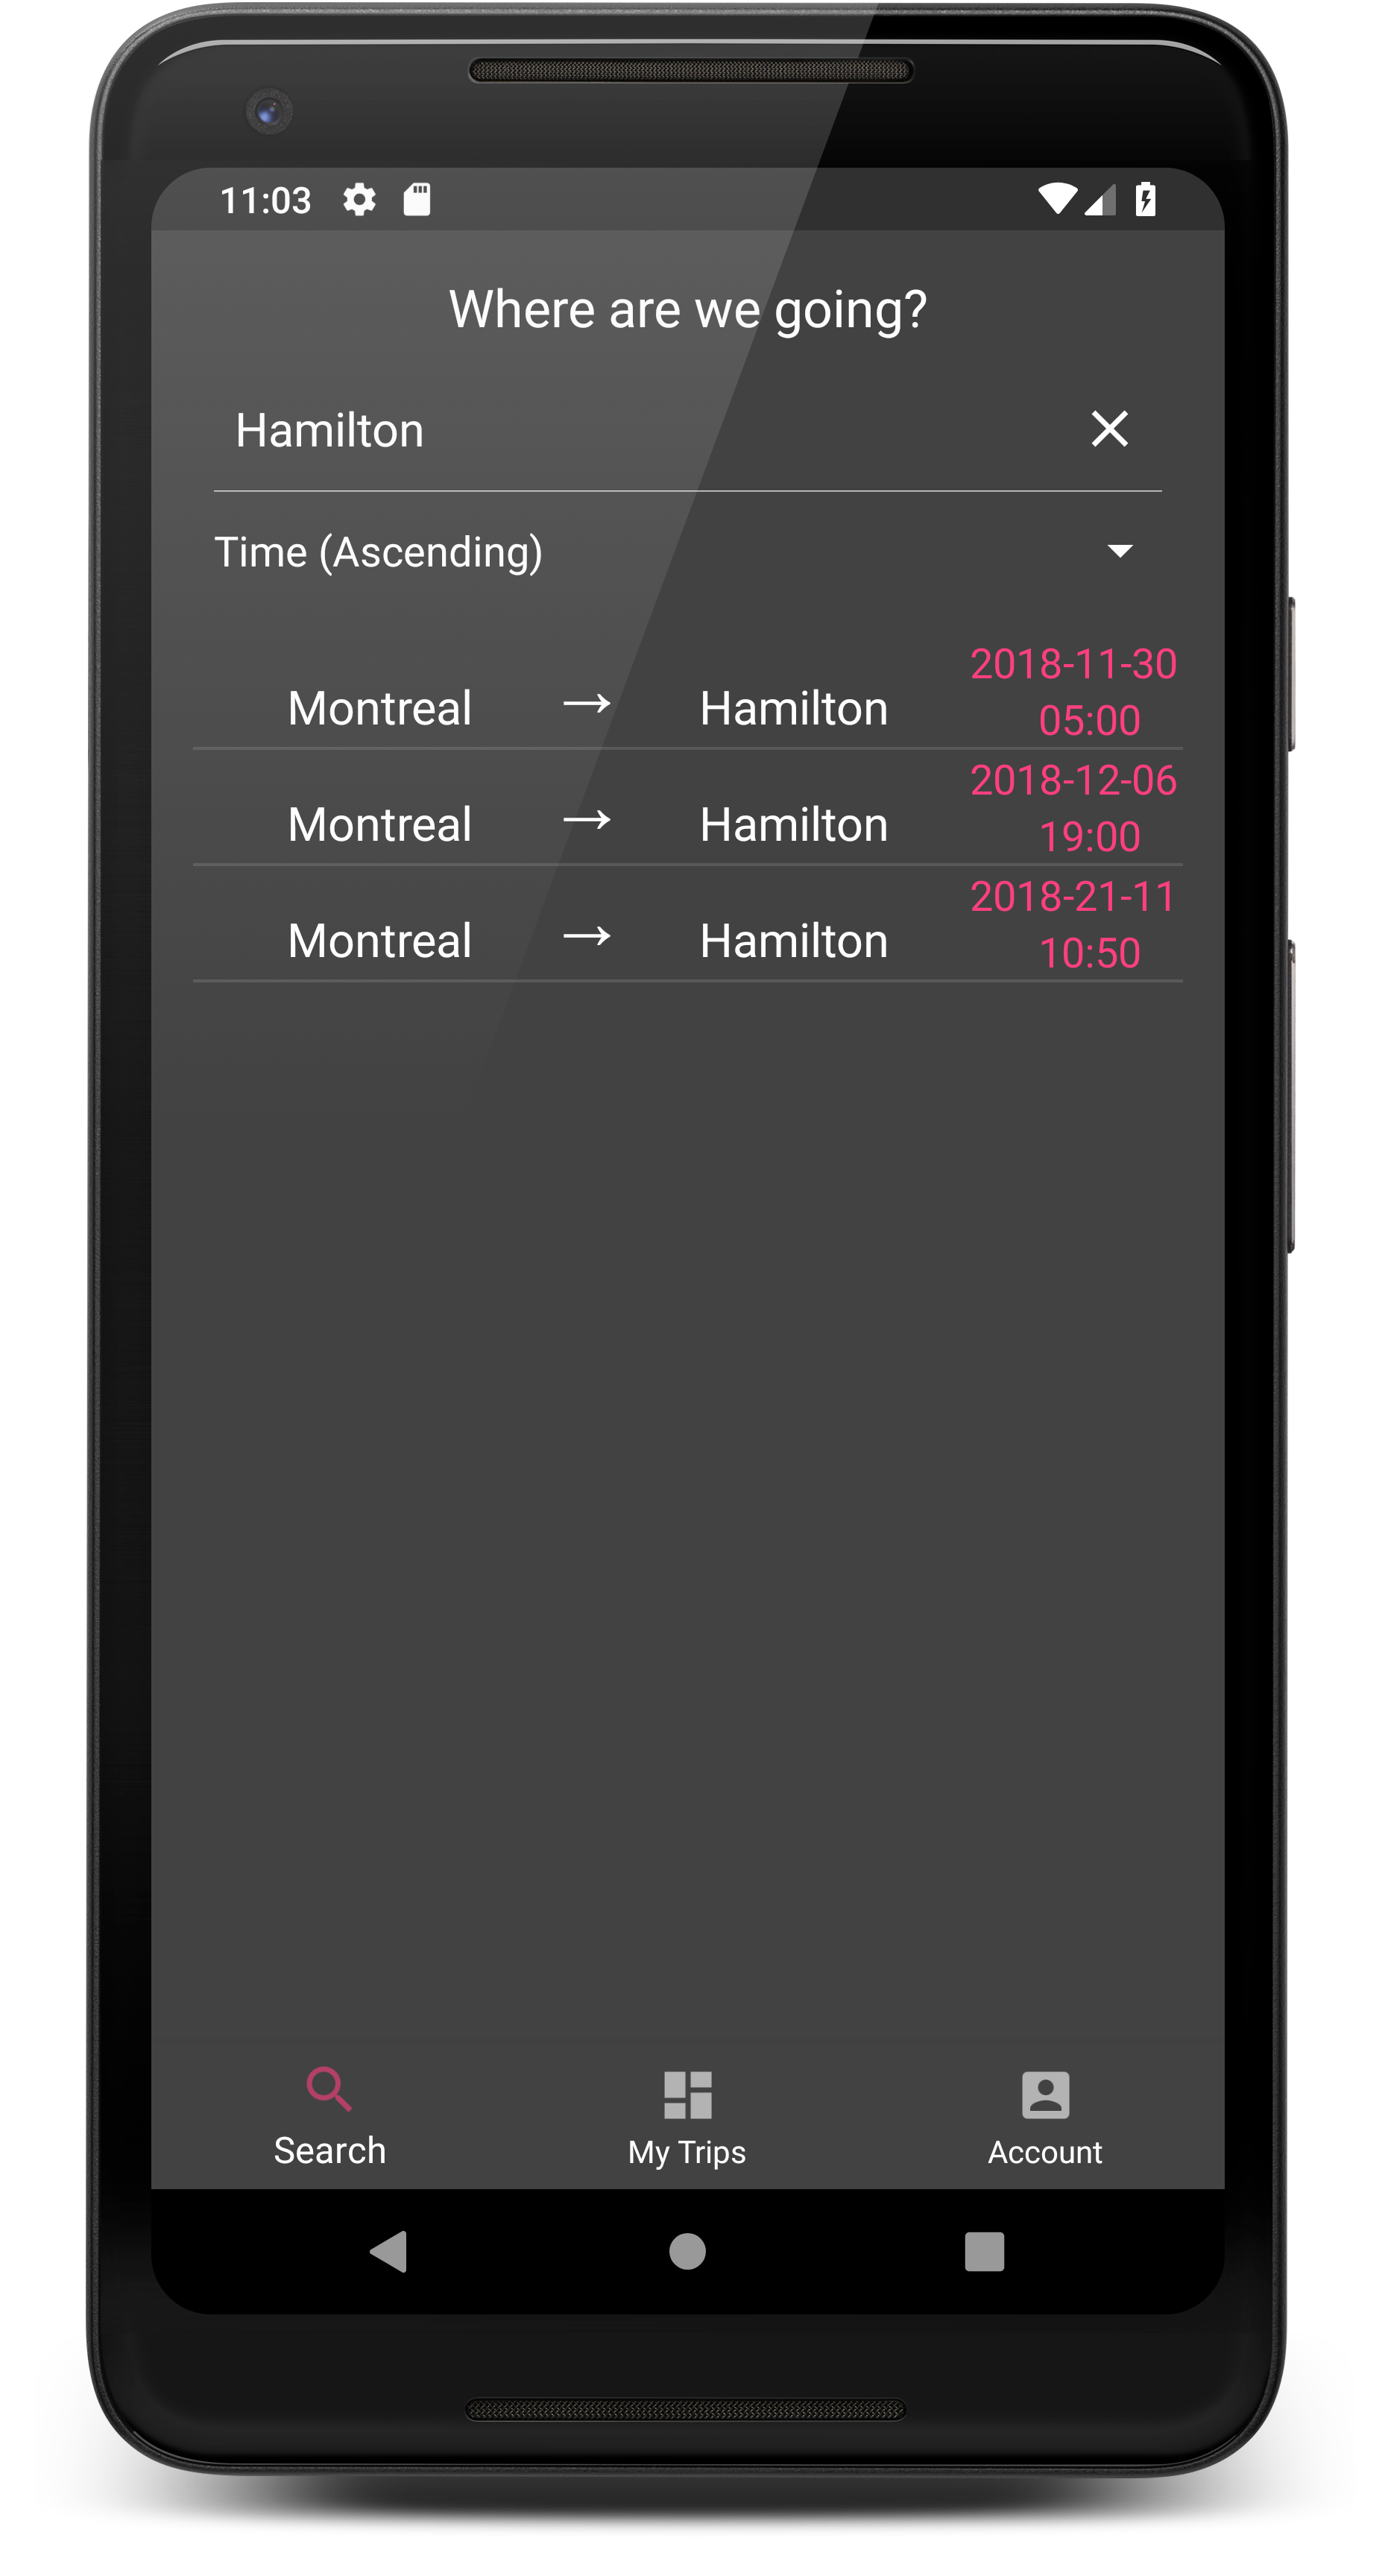 11:03
Where are we going?
Hamilton
Time (Ascending)
Montreal → Hamilton 2018-11-30
05:00
Montreal → Hamilton 2018-12-06
19:00
Montreal → Hamilton 2018-21-11
10:50
Search My Trips Account